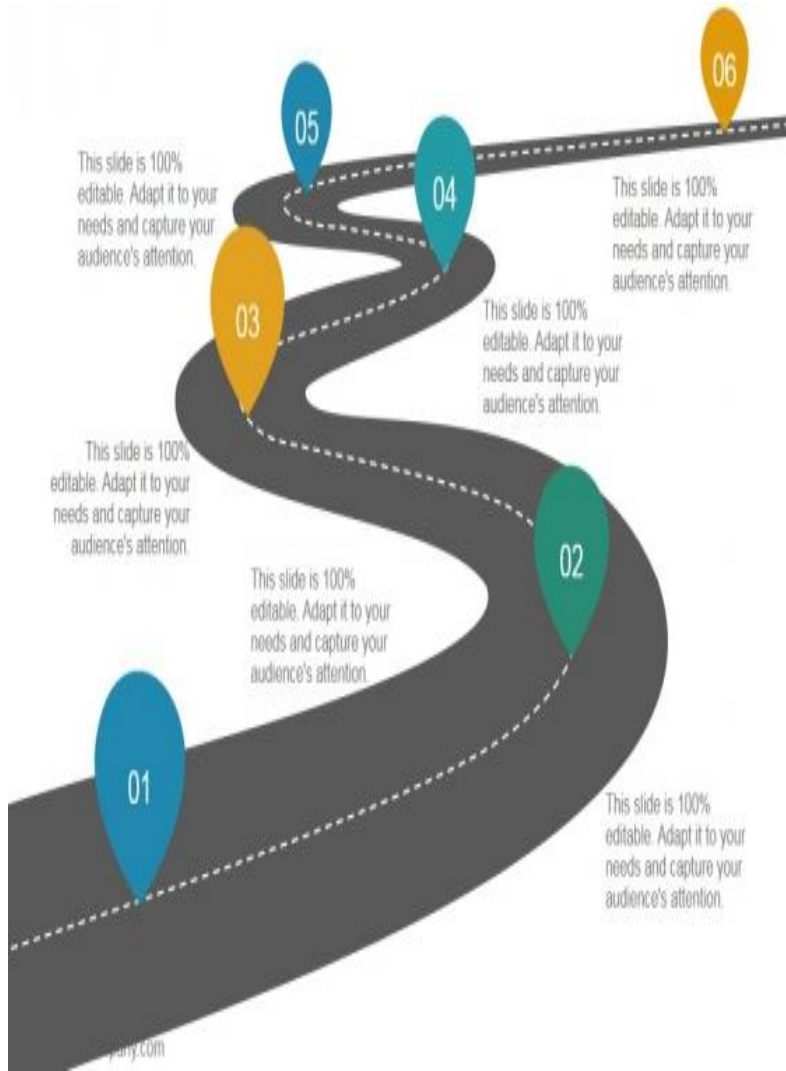 06
05
This slide is 100%
editable. Adapt it to your
needs and capture your
audience's attention.
04
This slide is 100%
editable. Adapt it to your
needs and capture your
audience's attention.
03
This slide is 100%
editable. Adapt it to your
needs and capture your
audience's attention.
This slide is 100%
editable. Adapt it to your
needs and capture your
audience's attention.
02
This slide is 100%
editable. Adapt it to your
needs and capture your
audience's attention.
01
This slide is 100%
editable. Adapt it to your
needs and capture your
audience's attention.